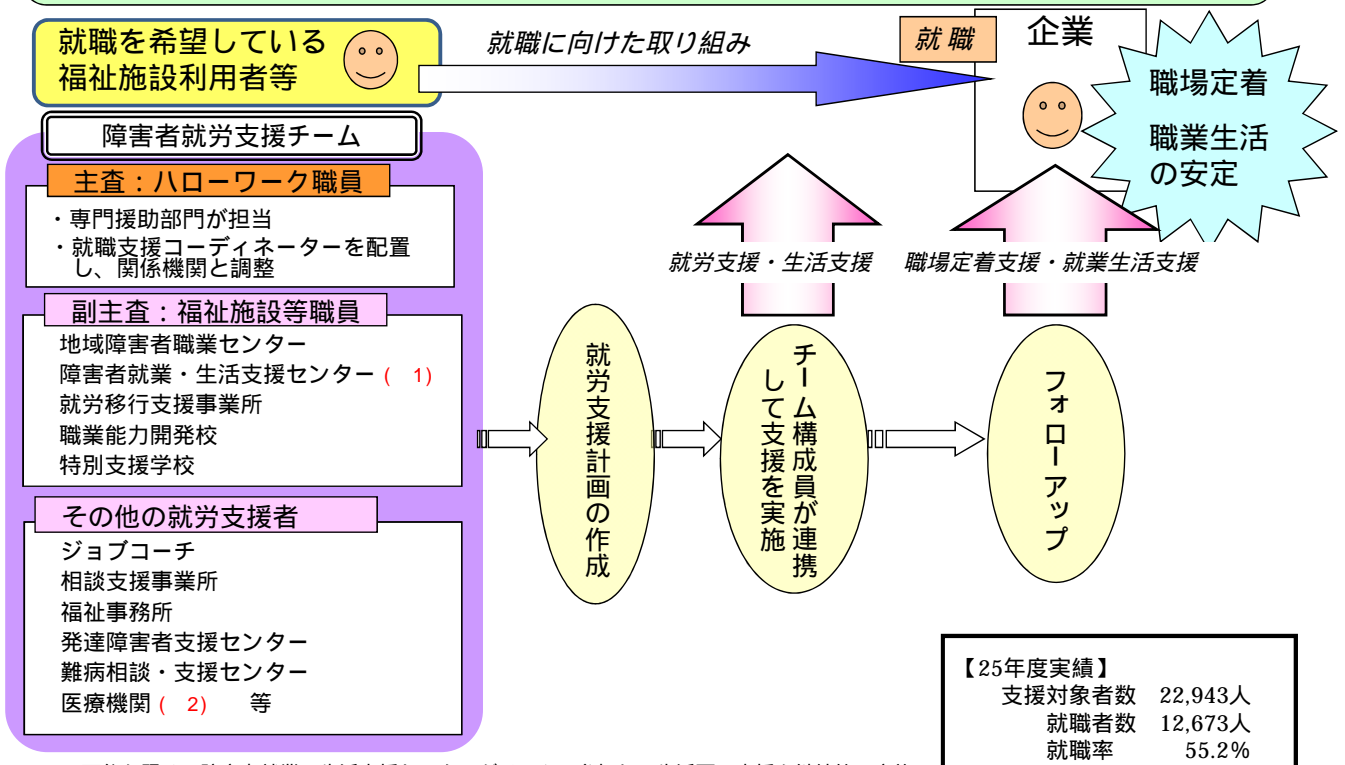 就職を希望している
福祉施設利用者等
就職に向けた取り組み
就 職
企業
職場定着
職業生活
の安定
障害者就労支援チーム
主査：ハローワーク職員
・専門援助部門が担当
・就職支援コーディネーターを配置
し、関係機関と調整
副主査：福祉施設等職員
地域障害者職業センター
障害者就業・生活支援センター( 1)
就労移行支援事業所
職業能力開発校
特別支援学校
その他の就労支援者
ジョブコーチ
相談支援事業所
福祉事務所
発達障害者支援センター
難病相談・支援センター
医療機関( 2) 等
就労支援・生活支援
職場定着支援・就業生活支援
就労支援計画の作成
チーム構成員が連携
して支援を実施
フォローアップ
【25年度実績】
支援対象者数 22,943人
就職者数 12,673人
就職率 55.2%